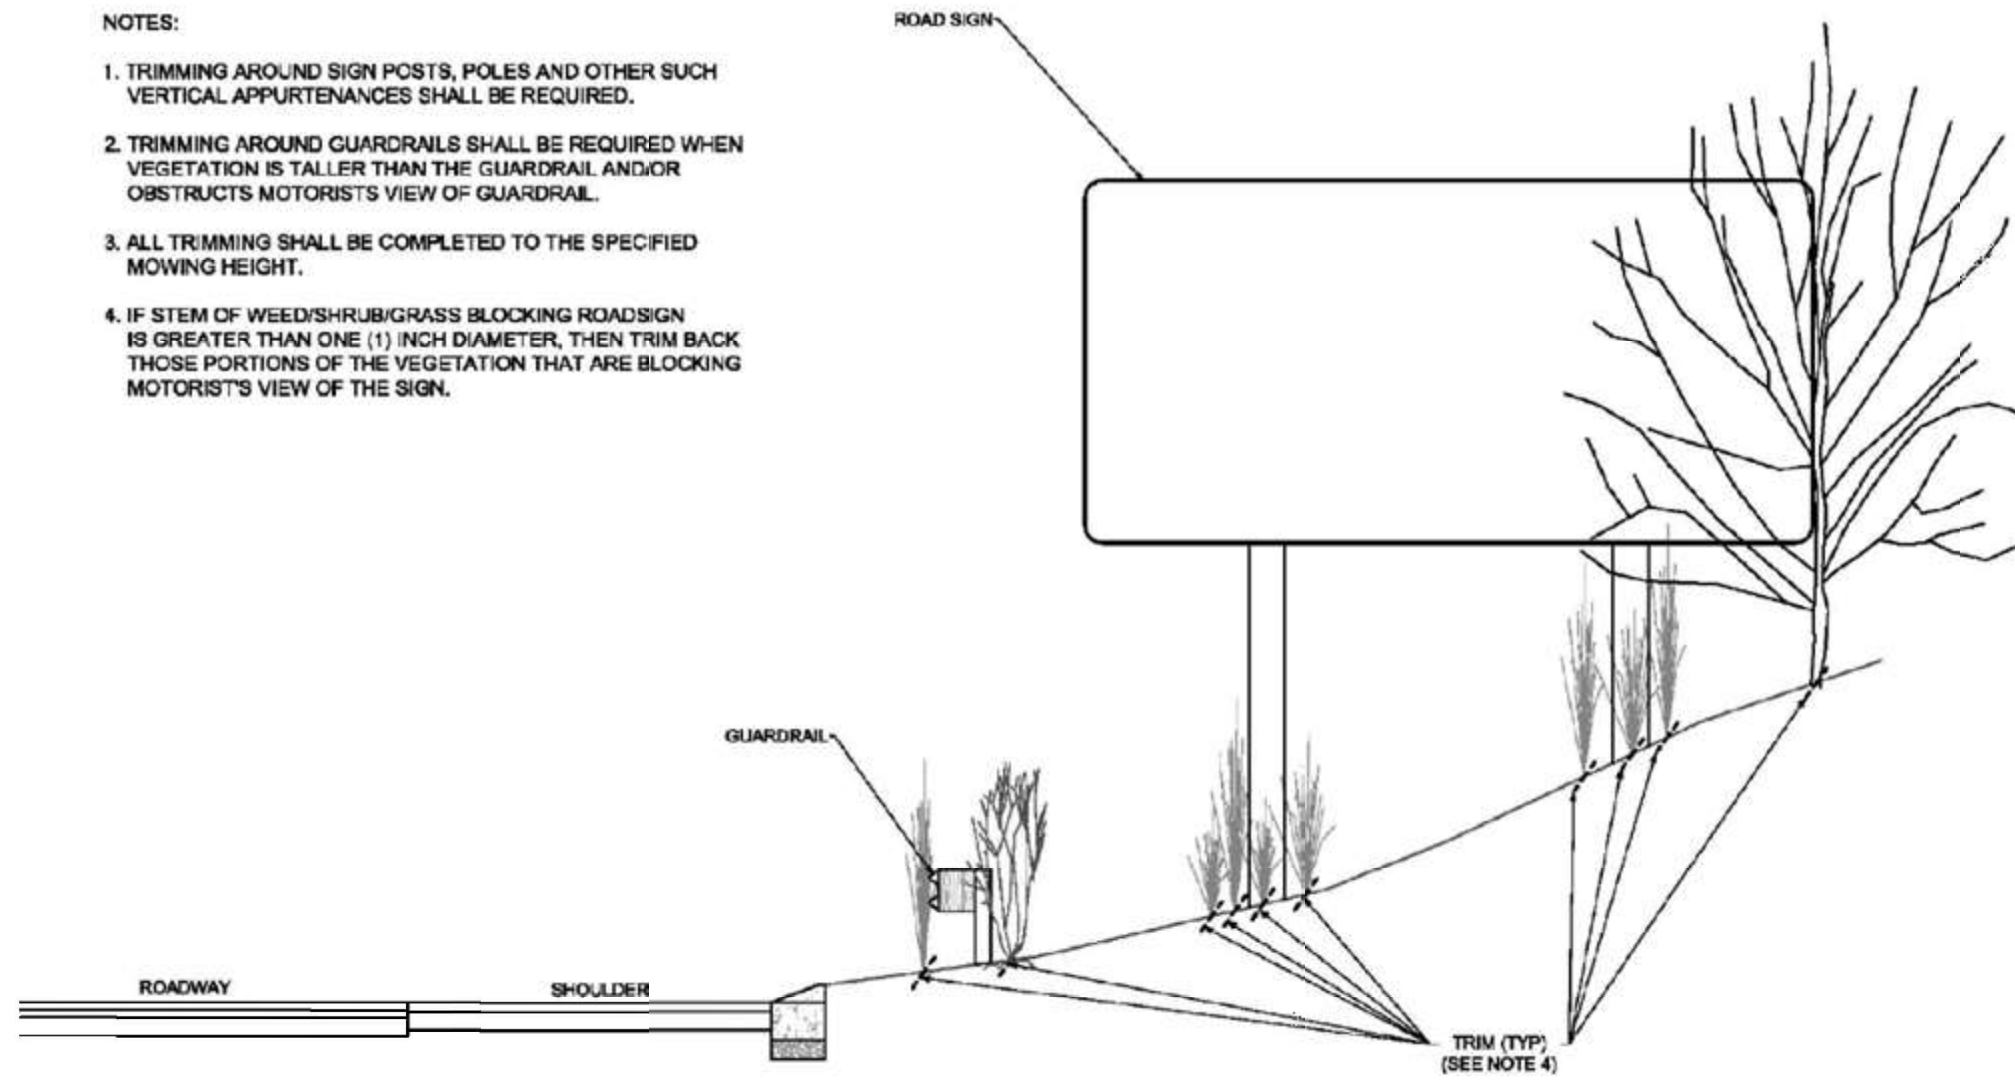 NOTES:
1. TRIMMING AROUND SIGN POSTS, POLES AND OTHER SUCH
VERTICAL APPURTENANCES SHALL BE REQUIRED.
2. TRIMMING AROUND GUARDRAILS SHALL BE REQUIRED WHEN
VEGETATION IS TALLER THAN THE GUARDRAIL AND/OR
OBSTRUCTS MOTORISTS VIEW OF GUARDRAIL.
3. ALL TRIMMING SHALL BE COMPLETED TO THE SPECIFIED
MOWING HEIGHT.
4. IF STEM OF WEED/SHRUB/GRASS BLOCKING ROADSIGN
IS GREATER THAN ONE (1) INCH DIAMETER, THEN TRIM BACK
THOSE PORTIONS OF THE VEGETATION THAT ARE BLOCKING
MOTORIST'S VIEW OF THE SIGN.
ROAD SIGN
GUARDRAIL
ROADWAY
SHOULDER
TRIM (TYP)
(SEE NOTE 4)